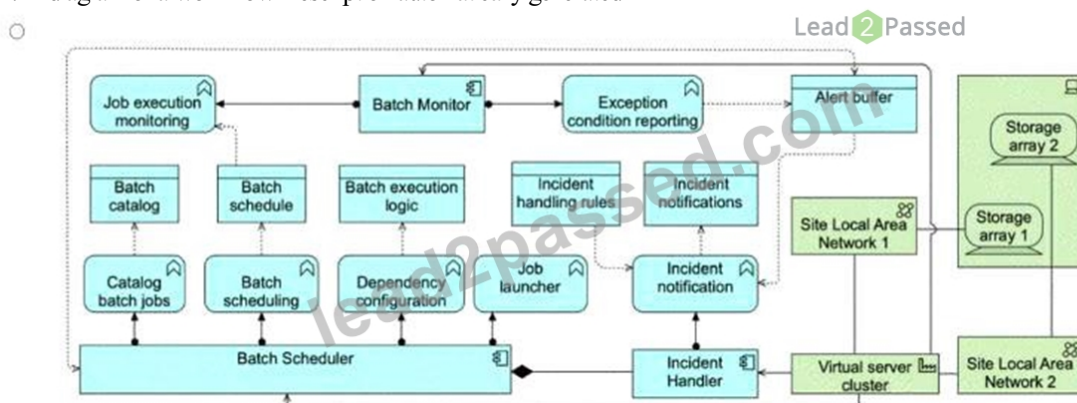 Lead 2 Passed
Job execution
monitoring
Batch Monitor
Exception
condition reporting
Alert buffer
Storage
array 2
Batch
catalog
Batch
schedule
Batch execution
logic
Incident
handling rules
Incident
notifications
Site Local Area
Network 1
Storage
array 1
Catalog
batch jobs
Batch
scheduling
Dependency
configuration
Job
launcher
Incident
notification
Batch Scheduler
Incident
Handler
Virtual server
cluster
Site Local Area
Network 2
lead2passed.com